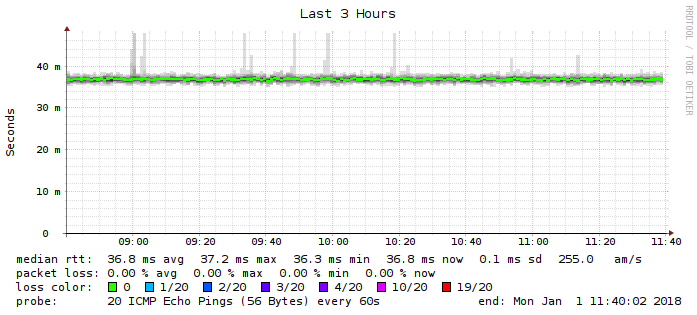 Last 3 Hours
RRDTOOL / TOBI OETIKER
Seconds
40 m
30 m
20 m
10 m
0
09:00 09:20 09:40 10:00 10:20 10:40 11:00 11:20 11:40
median rtt: 36.8 ms avg 37.2 ms max 36.3 ms min 36.8 ms now 0.1 ms sd 255.0 am/s
packet loss: 0.00 % avg 0.00 % max 0.00 % min 0.00 % now
loss color: 0 1/20 2/20 3/20 4/20 10/20 19/20
probe: 20 ICMP Echo Pings (56 Bytes) every 60s end: Mon Jan 1 11:40:02 2018